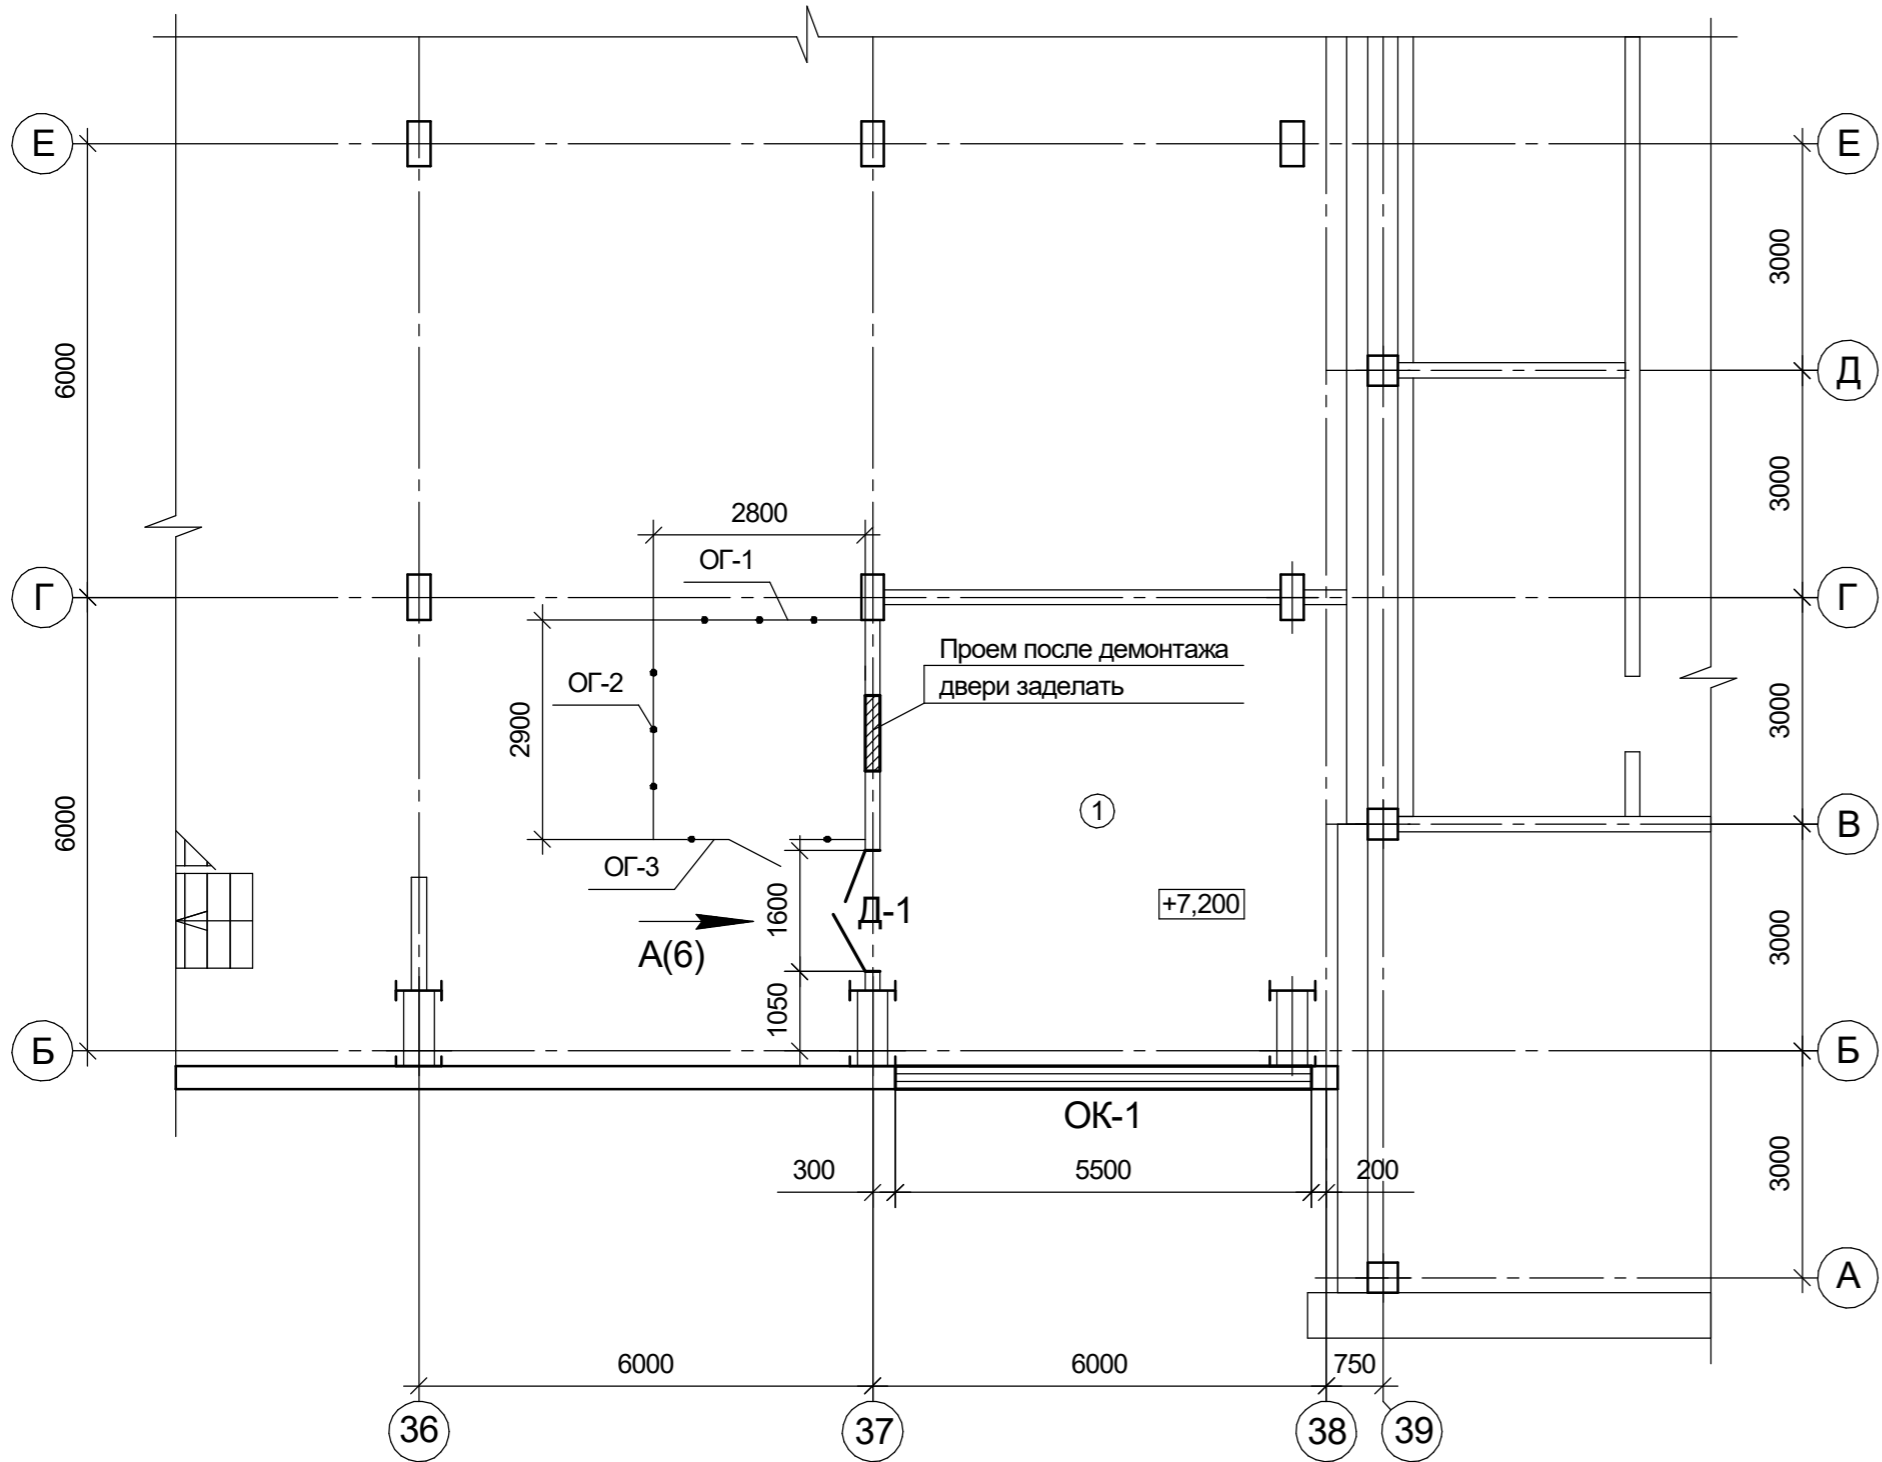 Е
Е
3000
6000
Д
3000
2800
ОГ-1
Г
Г
Проем после демонтажа
двери заделать
ОГ-2
2900
3000
1
6000
В
ОГ-3
1600
Д-1
+7,200
А(6)
3000
1050
Б
Б
ОК-1
300
5500
200
3000
А
6000
6000
750
36
37
38
39